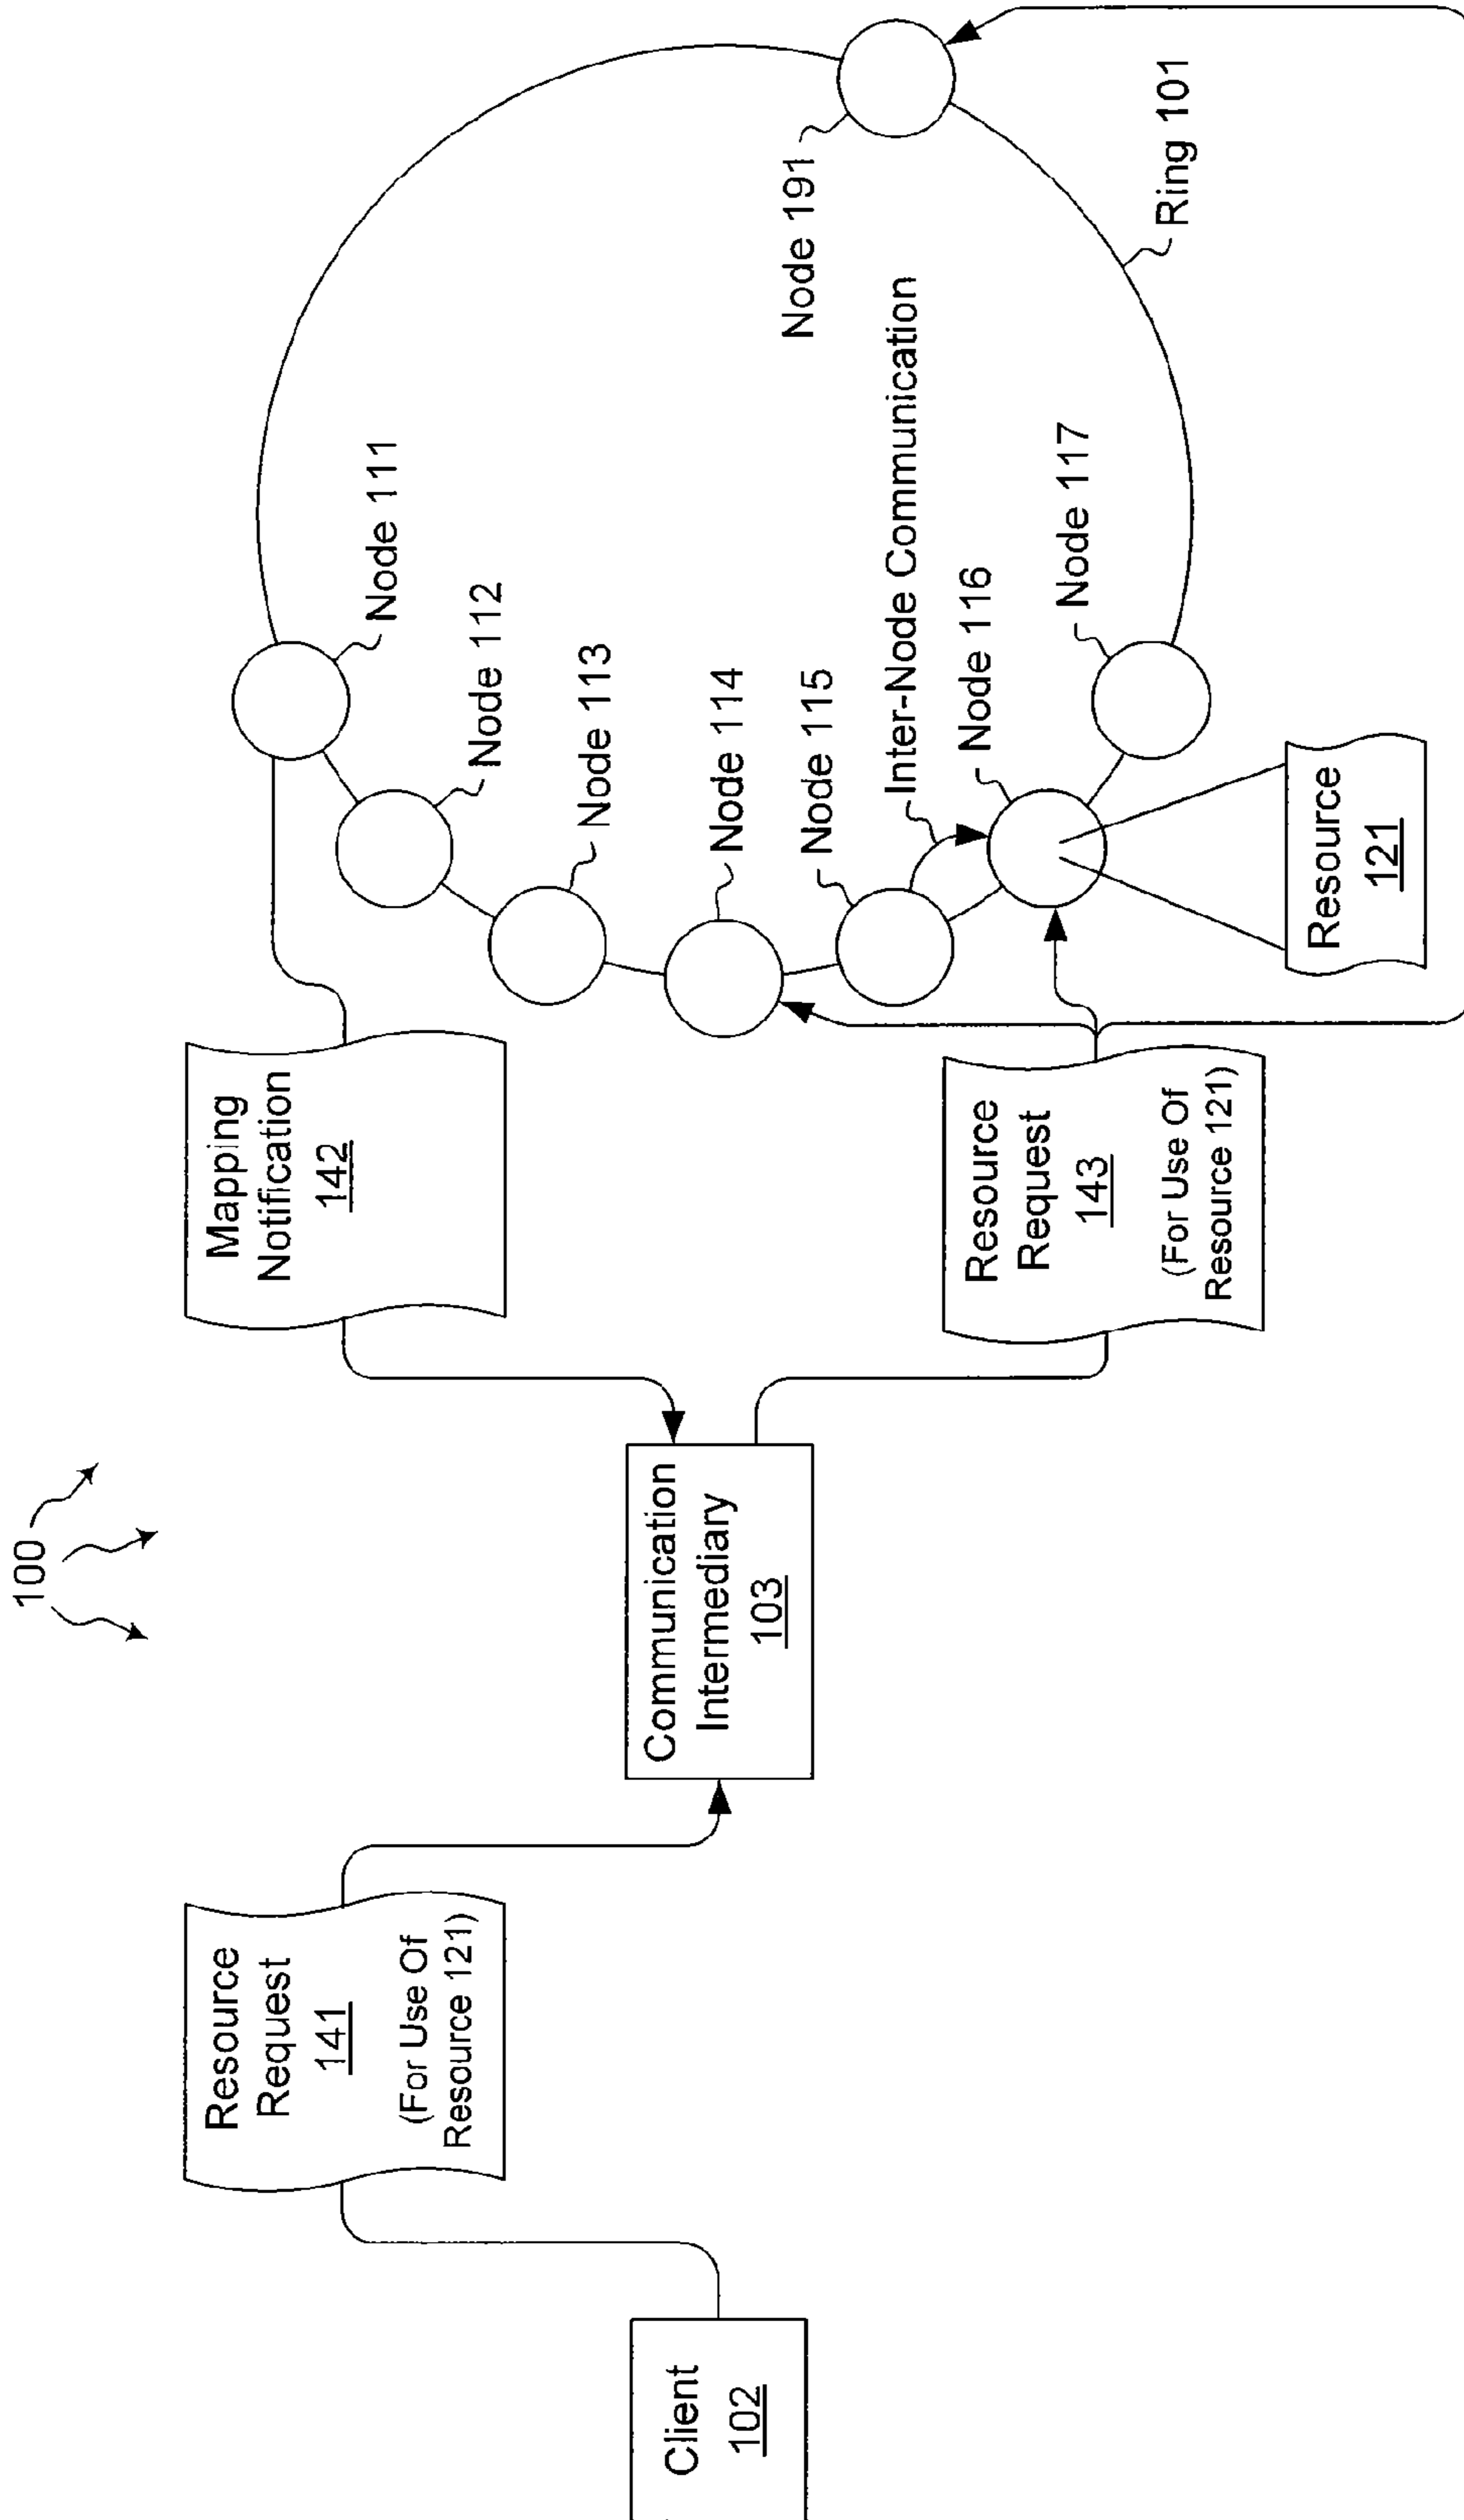 100
Client
102
Resource
Request
141
(For Use Of
Resource 121)
Communication
Intermediary
103
Mapping
Notification
142
Resource
Request
143
(For Use Of
Resource 121)
Node 111
Node 112
Node 113
Node 114
Node 115
Inter-Node Communication
Node 116
Node 117
Node 191
Ring 101
Resource
121